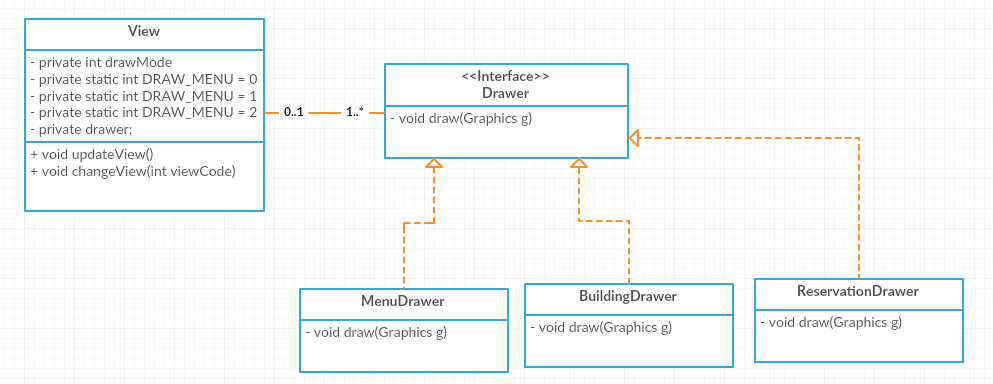 View
- private int drawMode
- private static int DRAW_MENU = 0
- private static int DRAW_MENU = 1
- private static int DRAW_MENU = 2
- private drawer;
+ void updateView()
+ void changeView(int viewCode)
0..1
1..*
<<Interface>>
Drawer
- void draw(Graphics g)
MenuDrawer
- void draw(Graphics g)
BuildingDrawer
- void draw(Graphics g)
ReservationDrawer
- void draw(Graphics g)